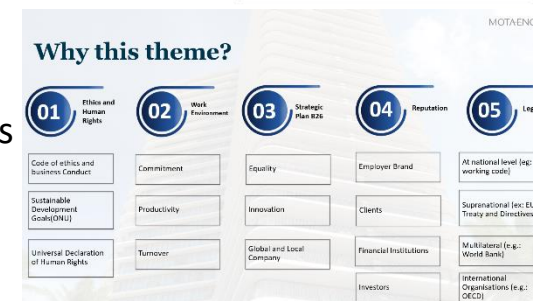 s
MOTAENG
Why this theme?
01
Ethics and
Human
Rights
02
Work
Environment
03
Strategic
Plan B26
04
Reputation
05
Leg
Code of ethics and
business Conduct
Sustainable
Development
Goals(ONU)
Universal Declaration
of Human Rights
Commitment
Productivity
Turnover
Equality
Innovation
Global and Local
Company
Employer Brand
Clients
Financial Institutions
Investors
At national level (eg:
working code)
Supranational (ex: EU
Treaty and Directives
Multilateral (e.g.:
World Bank)
International
Organisations (e.g.:
OECD)